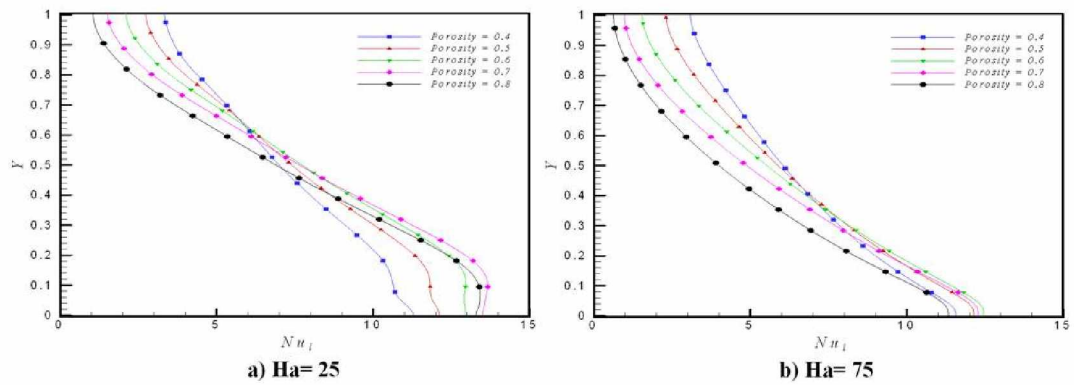 Porosity = 0.4
Porosity = 0.5
Porosity = 0.6
Porosity = 0.7
Porosity = 0.8
Y
1
0.9
0.8
0.7
0.6
0.5
0.4
0.3
0.2
0.1
0
0
5
10
15
Nu_l
a) Ha= 25
Porosity = 0.4
Porosity = 0.5
Porosity = 0.6
Porosity = 0.7
Porosity = 0.8
Y
1
0.9
0.8
0.7
0.6
0.5
0.4
0.3
0.2
0.1
0
0
5
10
15
Nu_l
b) Ha= 75